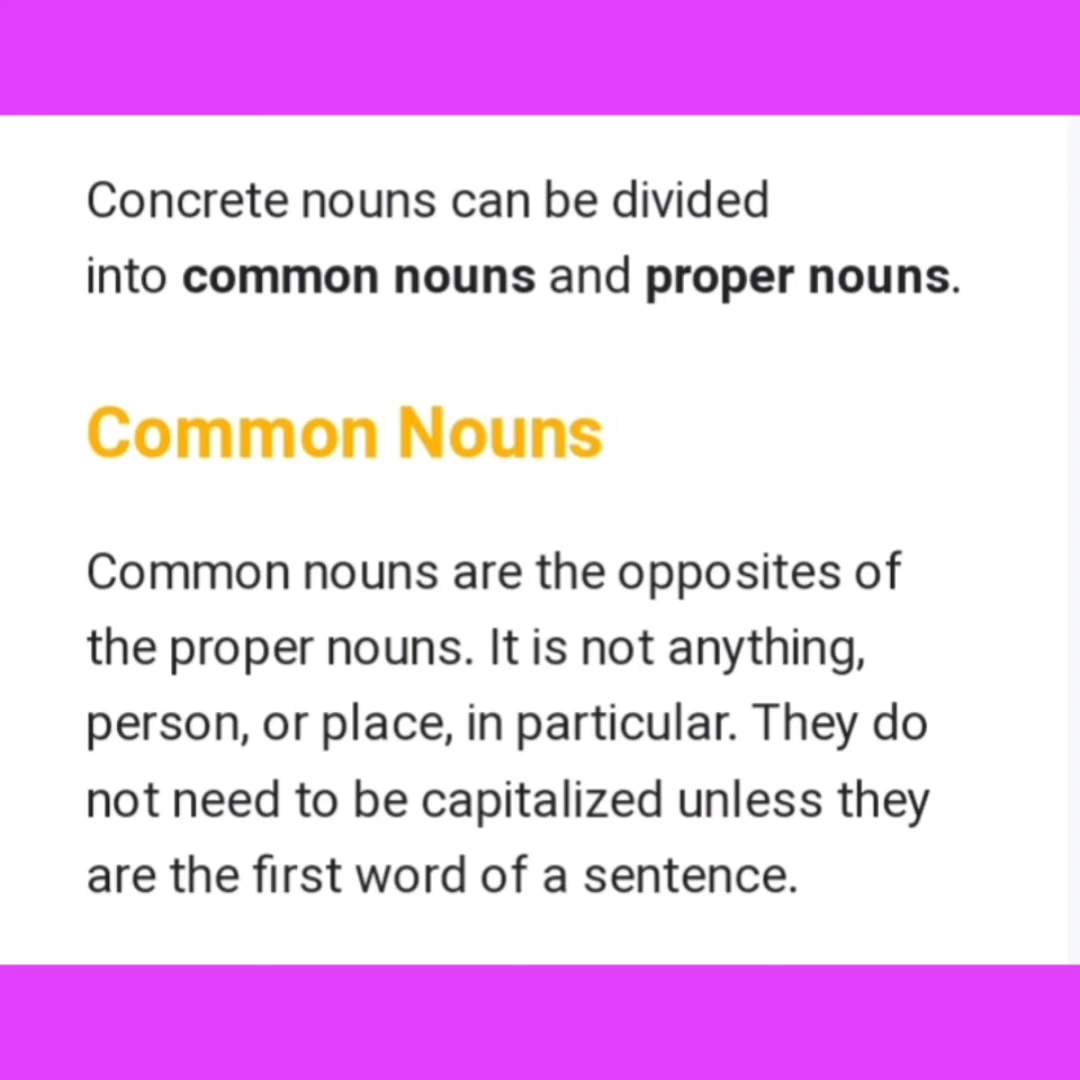 Concrete nouns can be divided
into common nouns and proper nouns.
Common Nouns
Common nouns are the opposites of
the proper nouns. It is not anything,
person, or place, in particular. They do
not need to be capitalized unless they
are the first word of a sentence.